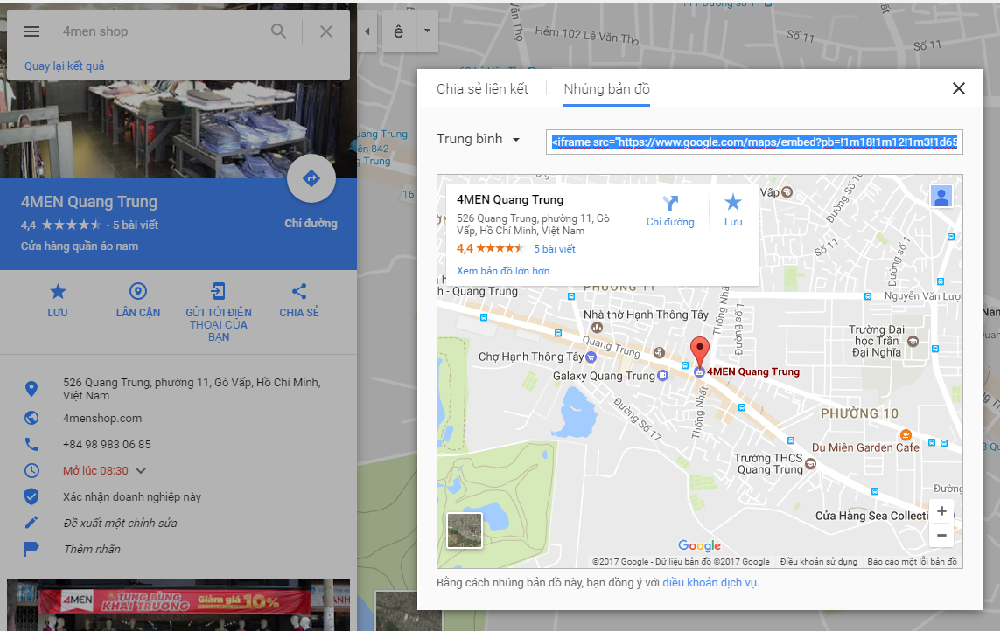 4men shop
Quay lại kết quả
4MEN Quang Trung
4,4 ★★★★★ · 5 bài viết
Cửa hàng quần áo nam
Chỉ đường
LƯU
LÂN CẬN
GỬI TỚI ĐIỆN
THOẠI CỦA
BẠN
CHIA SẺ
526 Quang Trung, phường 11, Gò Vấp, Hồ Chí Minh,
Việt Nam
4menshop.com
+84 98 983 06 85
Mở lúc 08:30
Xác nhận doanh nghiệp này
Đề xuất một chỉnh sửa
Thêm nhãn
4MEN
TƯNG BỪNG
KHAI TRƯƠNG
Giảm giá 10%
ê
Hẻm 102 Lê Văn Thọ
Số 11
Số 11
16
Chia sẻ liên kết
Nhúng bản đồ
Trung bình
<iframe src="https://www.google.com/maps/embed?pb=!1m18!1m12!1m3!1d65
4MEN Quang Trung
526 Quang Trung, phường 11, Gò
Vấp, Hồ Chí Minh, Việt Nam
4,4 ★★★★★ 5 bài viết
Xem bản đồ lớn hơn
Chỉ đường
Lưu
Vấp
Đường số 10
Số 11
Đường số 11
Nguyễn Văn Lượn
PHƯỜNG 11
h - Quang Trung
Nhà thờ Hạnh Thông Tây
Thống Nhất
Đường số 1
Trường Đại
học Trần
Đại Nghĩa
Quang Trung
Chợ Hạnh Thông Tây
Galaxy Quang Trung
4MEN Quang Trung
Đường Số 17
Thống Nhất
PHƯỜNG 10
Du Miên Garden Cafe
Trường THCS
Quang Trung
Đường
Cửa Hàng Sea Collecti
+
−
Google
©2017 Google - Dữ liệu bản đồ ©2017 Google
Điều khoản sử dụng
Báo cáo một lỗi bản đồ
Bằng cách nhúng bản đồ này, bạn đồng ý với điều khoản dịch vụ.